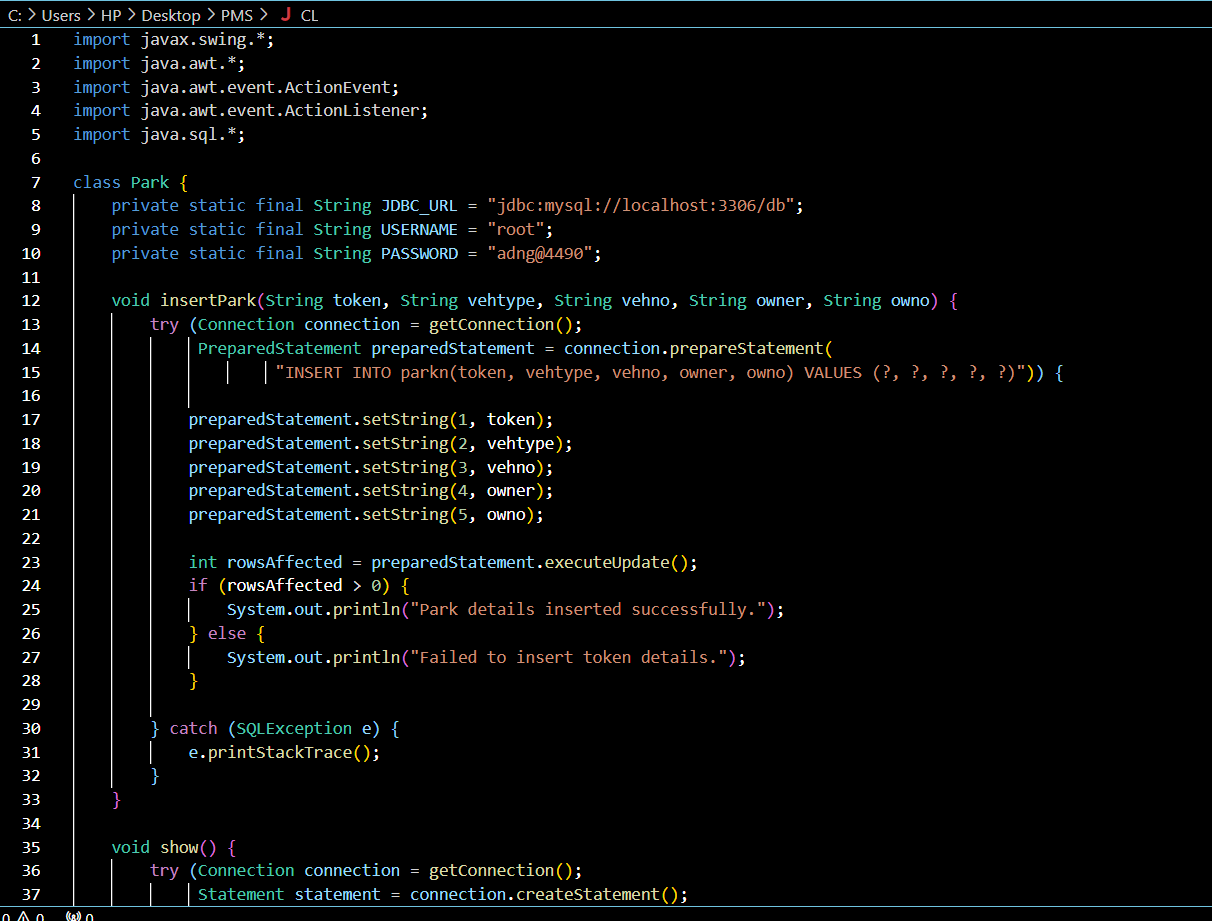 C: > Users > HP > Desktop > PMS > J CL
1 import javax.swing.*;
2 import java.awt.*;
3 import java.awt.event.ActionEvent;
4 import java.awt.event.ActionListener;
5 import java.sql.*;
6
7 class Park {
8     private static final String JDBC_URL = "jdbc:mysql://localhost:3306/db";
9     private static final String USERNAME = "root";
10     private static final String PASSWORD = "adng@4490";
11
12     void insertPark(String token, String vehtype, String vehno, String owner, String owno) {
13         try (Connection connection = getConnection();
14              PreparedStatement preparedStatement = connection.prepareStatement(
15                      "INSERT INTO parkn(token, vehtype, vehno, owner, owno) VALUES (?, ?, ?, ?, ?)")) {
16
17             preparedStatement.setString(1, token);
18             preparedStatement.setString(2, vehtype);
19             preparedStatement.setString(3, vehno);
20             preparedStatement.setString(4, owner);
21             preparedStatement.setString(5, owno);
22
23             int rowsAffected = preparedStatement.executeUpdate();
24             if (rowsAffected > 0) {
25                 System.out.println("Park details inserted successfully.");
26             } else {
27                 System.out.println("Failed to insert token details.");
28             }
29
30         } catch (SQLException e) {
31             e.printStackTrace();
32         }
33     }
34
35     void show() {
36         try (Connection connection = getConnection();
37              Statement statement = connection.createStatement();
0 0 0